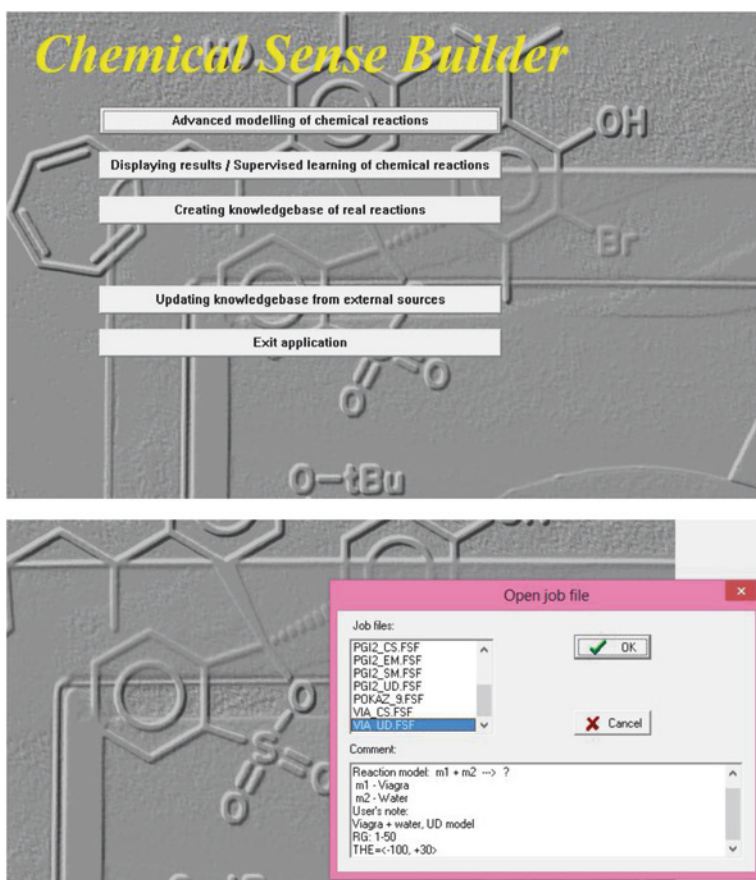 Chemical Sense Builder
HO
Advanced modelling of chemical reactions
OH
Displaying results / Supervised learning of chemical reactions
Creating knowledgebase of real reactions
Br
Updating knowledgebase from external sources
Exit application
O
O
O
O-tBu
Open job file
Job files:
PGI2_CS.FSF
PGI2_EM.FSF
PGI2_SM.FSF
PGI2_UD.FSF
POKAZ_9.FSF
VIA_CS.FSF
VIA_UD.FSF
OK
Cancel
O
S
O
O
Comment:
Reaction model: m1 + m2 ---> ?
m1 - Viagra
m2 - Water
User's note:
Viagra + water, UD model
RG: 1-50
THE=<-100, +30>